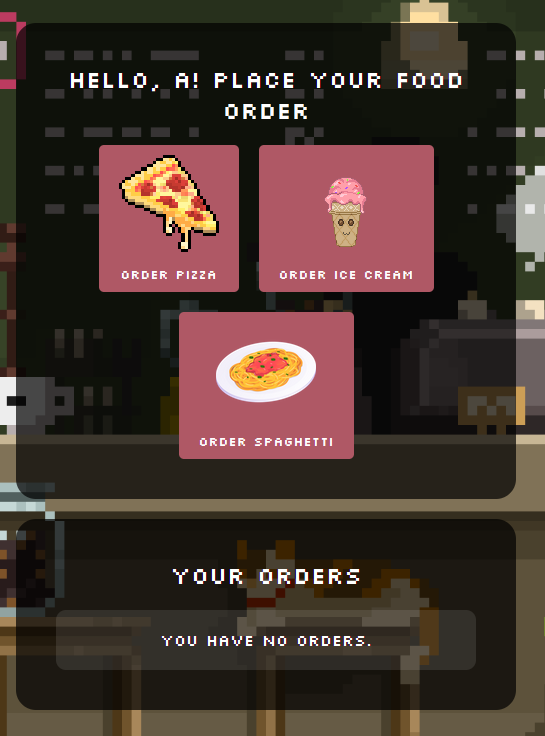 HELLO, A! PLACE YOUR FOOD
ORDER
ORDER PIZZA
ORDER ICE CREAM
ORDER SPAGHETTI
YOUR ORDERS
YOU HAVE NO ORDERS.